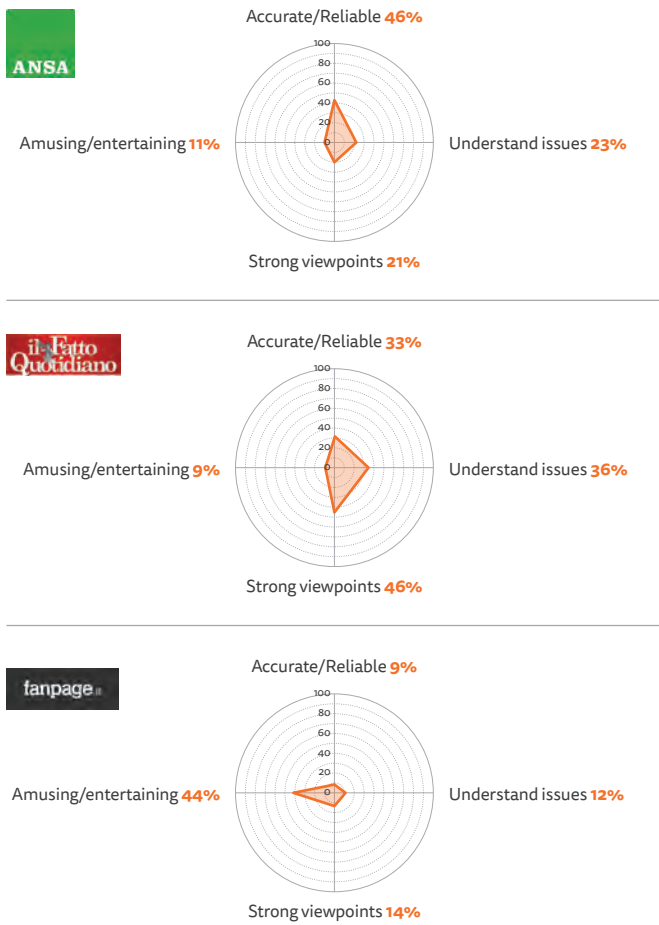 Accurate/Reliable 46%
ANSA
100
80
60
40
20
0
Amusing/entertaining 11%
Understand issues 23%
Strong viewpoints 21%
il Fatto
Quotidiano
Accurate/Reliable 33%
100
80
60
40
20
0
Amusing/entertaining 9%
Understand issues 36%
Strong viewpoints 46%
Accurate/Reliable 9%
fanpage.it
100
80
60
40
20
0
Amusing/entertaining 44%
Understand issues 12%
Strong viewpoints 14%